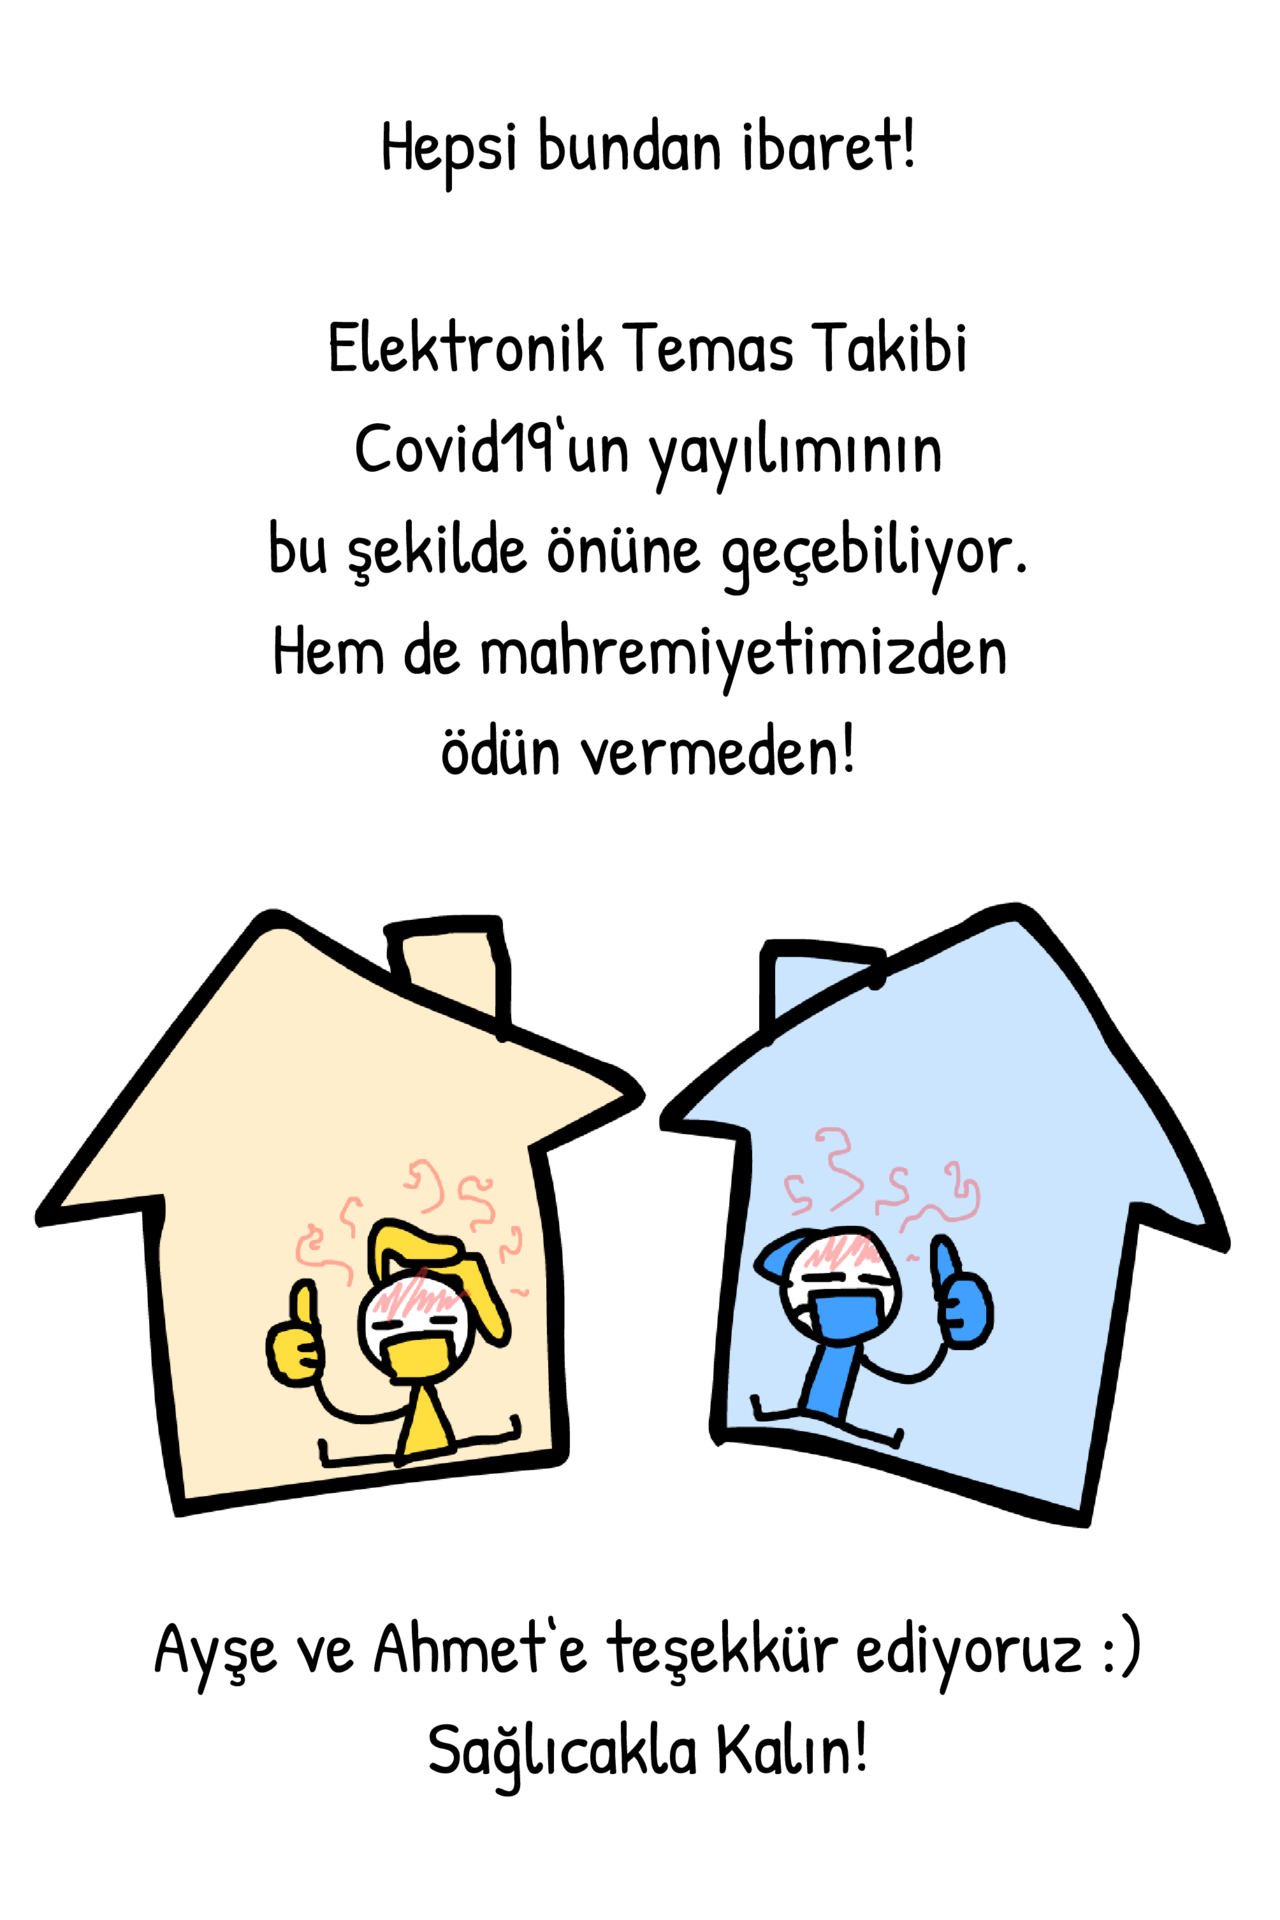 Hepsi bundan ibaret!
Elektronik Temas Takibi
Covid19'un yayılımının
bu şekilde önüne geçebiliyor.
Hem de mahremiyetimizden
ödün vermeden!
Ayşe ve Ahmet'e teşekkür ediyoruz :)
Sağlıcakla Kalın!